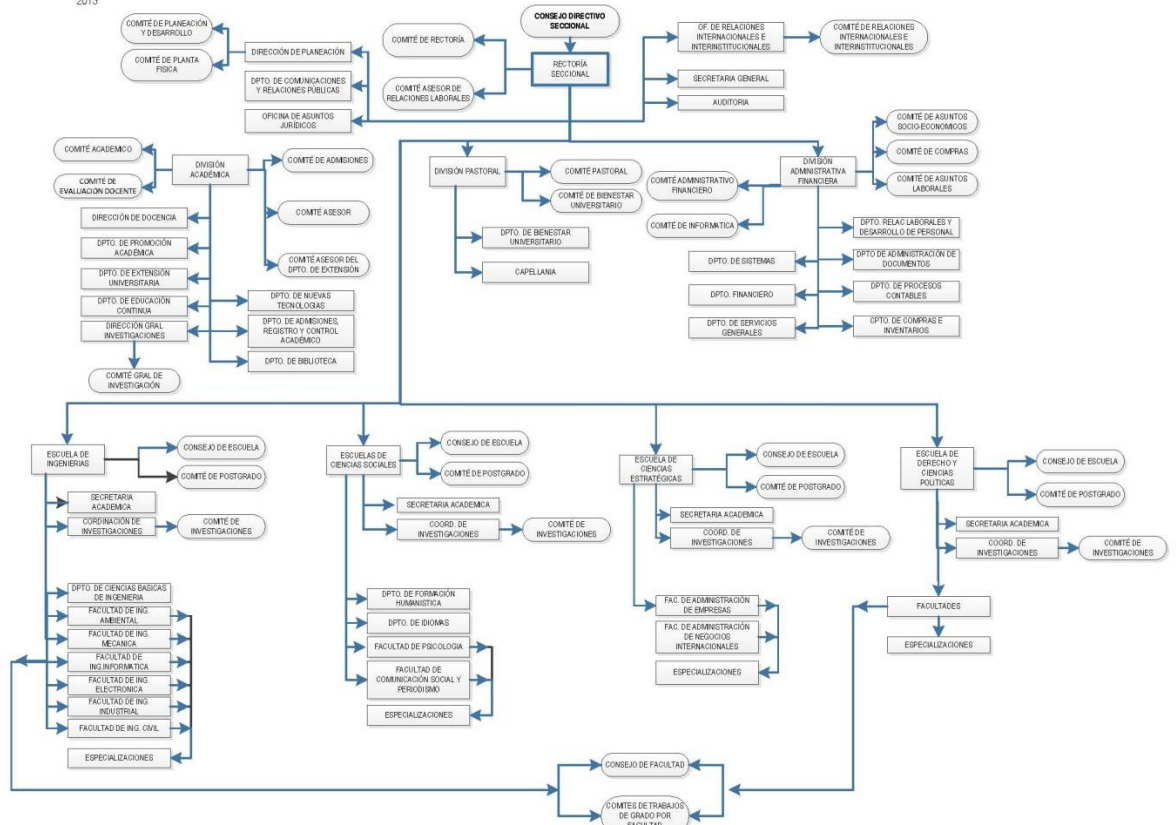 2015
CONSEJO DIRECTIVO
SECCIONAL
RECTORÍA
SECCIONAL
COMITÉ DE RECTORÍA
COMITÉ ASESOR DE
RELACIONES LABORALES
COMITÉ DE PLANEACIÓN
Y DESARROLLO
COMITÉ DE PLANTA
FISICA
DIRECCIÓN DE PLANEACIÓN
DPTO. DE COMUNICACIONES
Y RELACIONES PÚBLICAS
OFICINA DE ASUNTOS
JURÍDICOS
OF. DE RELACIONES
INTERNACIONALES E
INTERINSTITUCIONALES
COMITÉ DE RELACIONES
INTERNACIONALES E
INTERINSTITUCIONALES
SECRETARIA GENERAL
AUDITORIA
COMITÉ ACADEMICO
COMITÉ DE
EVALUACIÓN DOCENTE
DIVISIÓN
ACADÉMICA
COMITÉ DE ADMISIONES
COMITÉ ASESOR
COMITÉ ASESOR DEL
DPTO. DE EXTENSIÓN
DIRECCIÓN DE DOCENCIA
DPTO. DE PROMOCIÓN
ACADÉMICA
DPTO. DE EXTENSIÓN
UNIVERSITARIA
DPTO. DE EDUCACIÓN
CONTINUA
DIRECCIÓN GRAL
INVESTIGACIONES
COMITÉ GRAL DE
INVESTIGACIÓN
DPTO. DE NUEVAS
TECNOLOGIAS
DPTO. DE ADMISIONES,
REGISTRO Y CONTROL
ACADÉMICO
DPTO. DE BIBLIOTECA
DIVISIÓN PASTORAL
COMITÉ PASTORAL
COMITÉ DE BIENESTAR
UNIVERSITARIO
DPTO. DE BIENESTAR
UNIVERSITARIO
CAPELLANIA
DIVISIÓN
ADMINISTRATIVA
FINANCIERA
COMITÉ DE ASUNTOS
SOCIO-ECONOMICOS
COMITÉ DE COMPRAS
COMITÉ DE ASUNTOS
LABORALES
COMITÉ ADMINISTRATIVO
FINANCIERO
COMITÉ DE INFORMATICA
DPTO. RELAC LABORALES Y
DESARROLLO DE PERSONAL
DPTO. DE SISTEMAS
DPTO DE ADMINISTRACIÓN DE
DOCUMENTOS
DPTO. FINANCIERO
DPTO. DE PROCESOS
CONTABLES
DPTO. DE SERVICIOS
GENERALES
CPTO. DE COMPRAS E
INVENTARIOS
ESCUELA DE
INGENIERIAS
CONSEJO DE ESCUELA
COMITÉ DE POSTGRADO
SECRETARIA
ACADEMICA
CORDINACIÓN DE
INVESTIGACIONES
COMITÉ DE
INVESTIGACIONES
DPTO. DE CIENCIAS BASICAS
DE INGENIERIA
FACULTAD DE ING.
AMBIENTAL
FACULTAD DE ING.
MECANICA
FACULTAD DE
ING.INFORMATICA
FACULTAD DE ING.
ELECTRONICA
FACULTAD DE ING.
INDUSTRIAL
FACULTAD DE ING. CIVIL
ESPECIALIZACIONES
ESCUELAS DE
CIENCIAS SOCIALES
CONSEJO DE ESCUELA
COMITÉ DE POSTGRADO
SECRETARIA ACADEMICA
COORD. DE
INVESTIGACIONES
COMITÉ DE
INVESTIGACIONES
DPTO. DE FORMACIÓN
HUMANISTICA
DPTO. DE IDIOMAS
FACULTAD DE PSICOLOGIA
FACULTAD DE
COMUNICACIÓN SOCIAL Y
PERIODISMO
ESPECIALIZACIONES
ESCUELA DE
CIENCIAS
ESTRATÉGICAS
CONSEJO DE ESCUELA
COMITÉ DE POSTGRADO
SECRETARIA ACADEMICA
COORD. DE
INVESTIGACIONES
COMITÉ DE
INVESTIGACIONES
FAC. DE ADMINISTRACIÓN
DE EMPRESAS
FAC. DE ADMINISTRACIÓN
DE NEGOCIOS
INTERNACIONALES
ESPECIALIZACIONES
ESCUELA DE
DERECHO Y
CIENCIAS
POLITICAS
CONSEJO DE ESCUELA
COMITÉ DE POSTGRADO
SECRETARIA ACADEMICA
COORD. DE
INVESTIGACIONES
COMITÉ DE
INVESTIGACIONES
FACULTADES
ESPECIALIZACIONES
CONSEJO DE FACULTAD
COMITES DE TRABAJOS
DE GRADO POR
FACULTAD